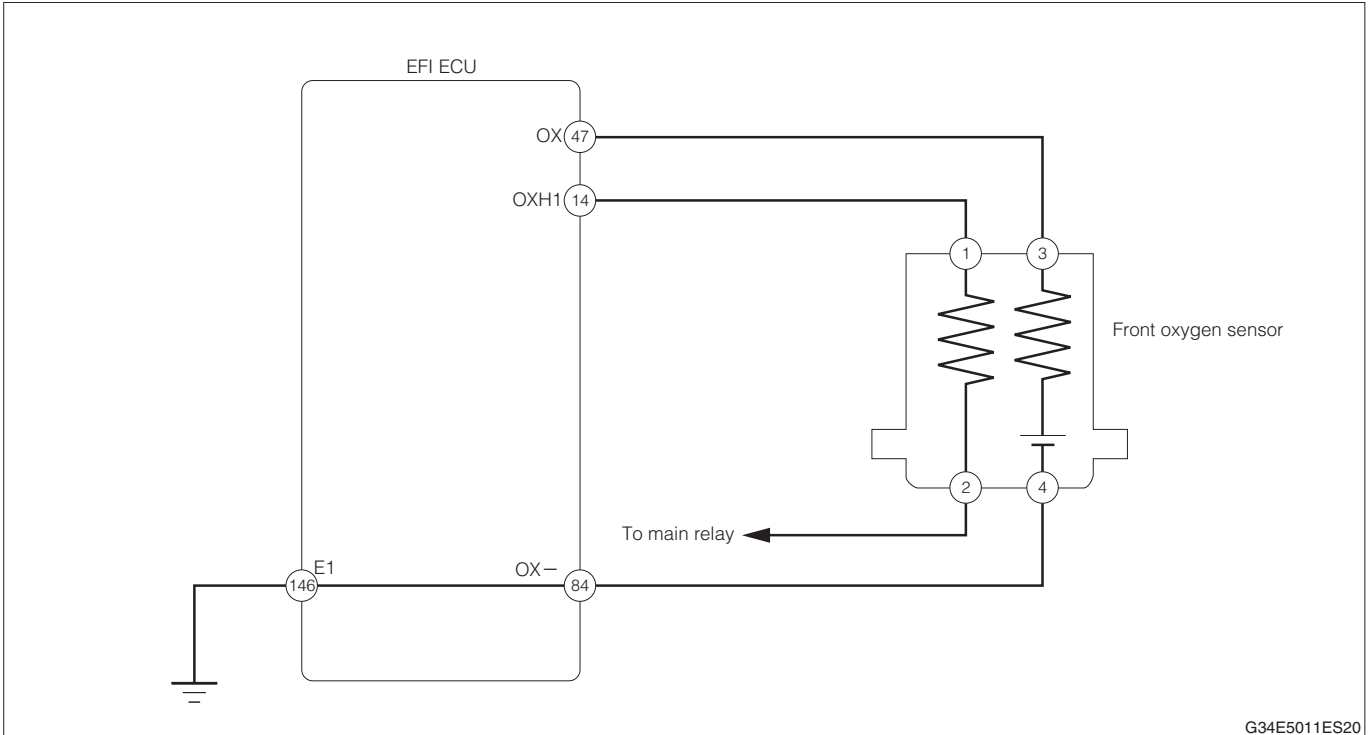 EFI ECU
OX 47
OXH1 14
1 3
Front oxygen sensor
2 4
To main relay
E1
146
OX− 84
G34E5011ES20